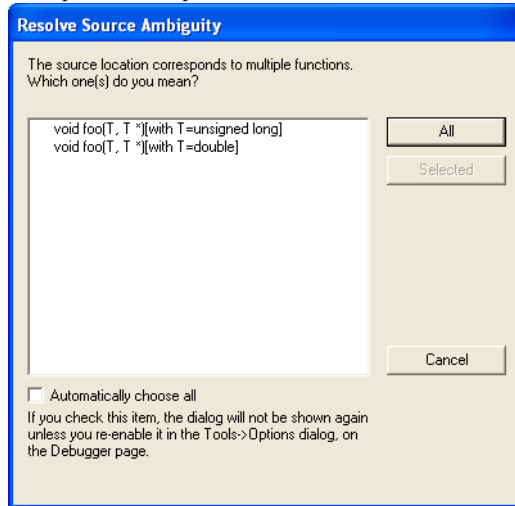 Resolve Source Ambiguity
The source location corresponds to multiple functions.
Which one(s) do you mean?
void foo(T, T *)[with T=unsigned long]
void foo(T, T *)[with T=double]
All
Selected
Cancel
Automatically choose all
If you check this item, the dialog will not be shown again
unless you re-enable it in the Tools->Options dialog, on
the Debugger page.